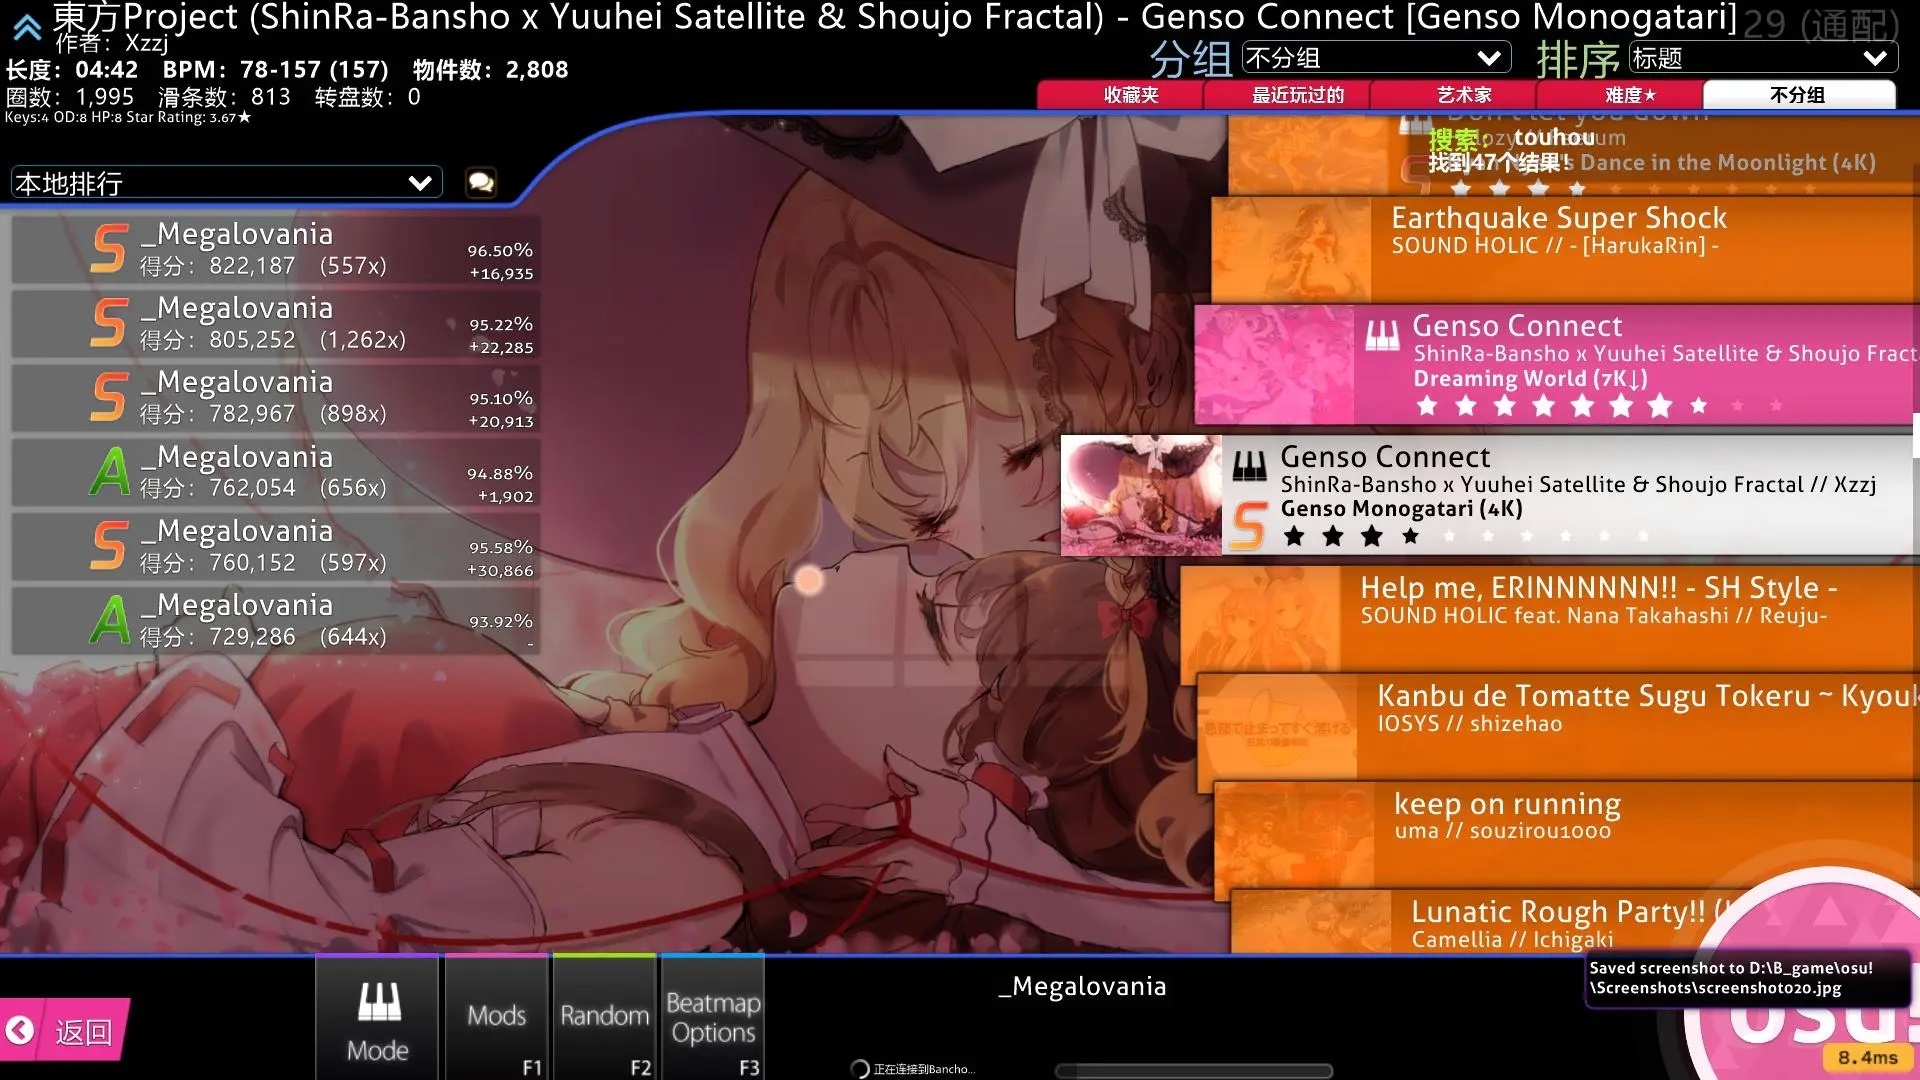 東方Project (ShinRa-Bansho x Yuuhei Satellite & Shoujo Fractal) - Genso Connect [Genso Monogatari]
29 (通配)
作者：Xzzj
长度：04:42 BPM：78-157 (157) 物件数：2,808
圈数：1,995 滑条数：813 转盘数：0
Keys:4 OD:8 HP:8 Star Rating: 3.67★
分组 不分组 排序 标题
收藏夹 最近玩过的 艺术家 难度★ 不分组
搜索： touhou
找到47个结果!
's Dance in the Moonlight (4K)
本地排行
_Megalovania
得分：822,187 (557x)
96.50%
+16,935
_Megalovania
得分：805,252 (1,262x)
95.22%
+22,285
_Megalovania
得分：782,967 (898x)
95.10%
+20,913
_Megalovania
得分：762,054 (656x)
94.88%
+1,902
_Megalovania
得分：760,152 (597x)
95.58%
+30,866
_Megalovania
得分：729,286 (644x)
93.92%
-
Earthquake Super Shock
SOUND HOLIC // - [HarukaRin] -
Genso Connect
ShinRa-Bansho x Yuuhei Satellite & Shoujo Fract
Dreaming World (7K↓)
Genso Connect
ShinRa-Bansho x Yuuhei Satellite & Shoujo Fractal // Xzzj
Genso Monogatari (4K)
Help me, ERINNNNNN!! - SH Style -
SOUND HOLIC feat. Nana Takahashi // Reuju-
Kanbu de Tomatte Sugu Tokeru ~ Kyouk
IOSYS // shizehao
keep on running
uma // souzirou1000
Lunatic Rough Party!! (
Camellia // Ichigaki
Saved screenshot to D:\B_game\osu!
\Screenshots\screenshot020.jpg
返回
Mode
Mods
F1
Random
F2
Beatmap
Options
F3
_Megalovania
正在连接到Bancho...
osu!
8.4ms